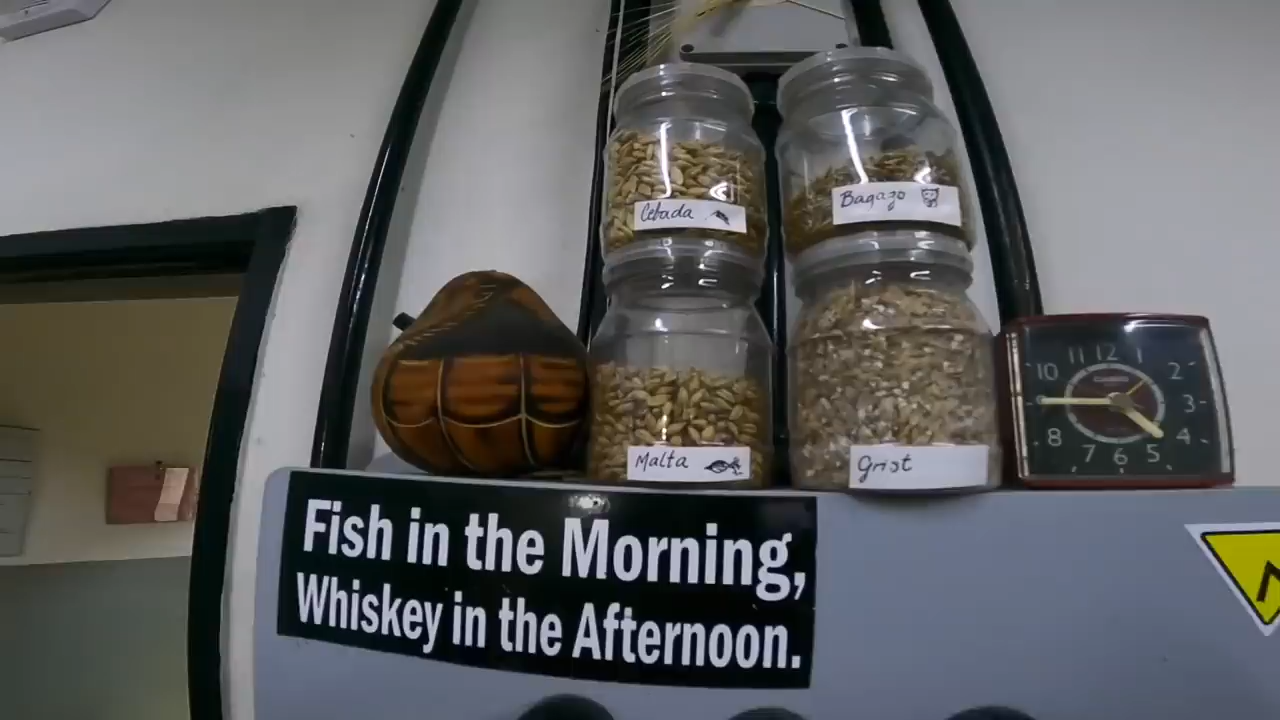 Cebada
Bagazo
Malta
Grist
11 12 1
10 2
3
8 4
7 6 5
Fish in the Morning,
Whiskey in the Afternoon.